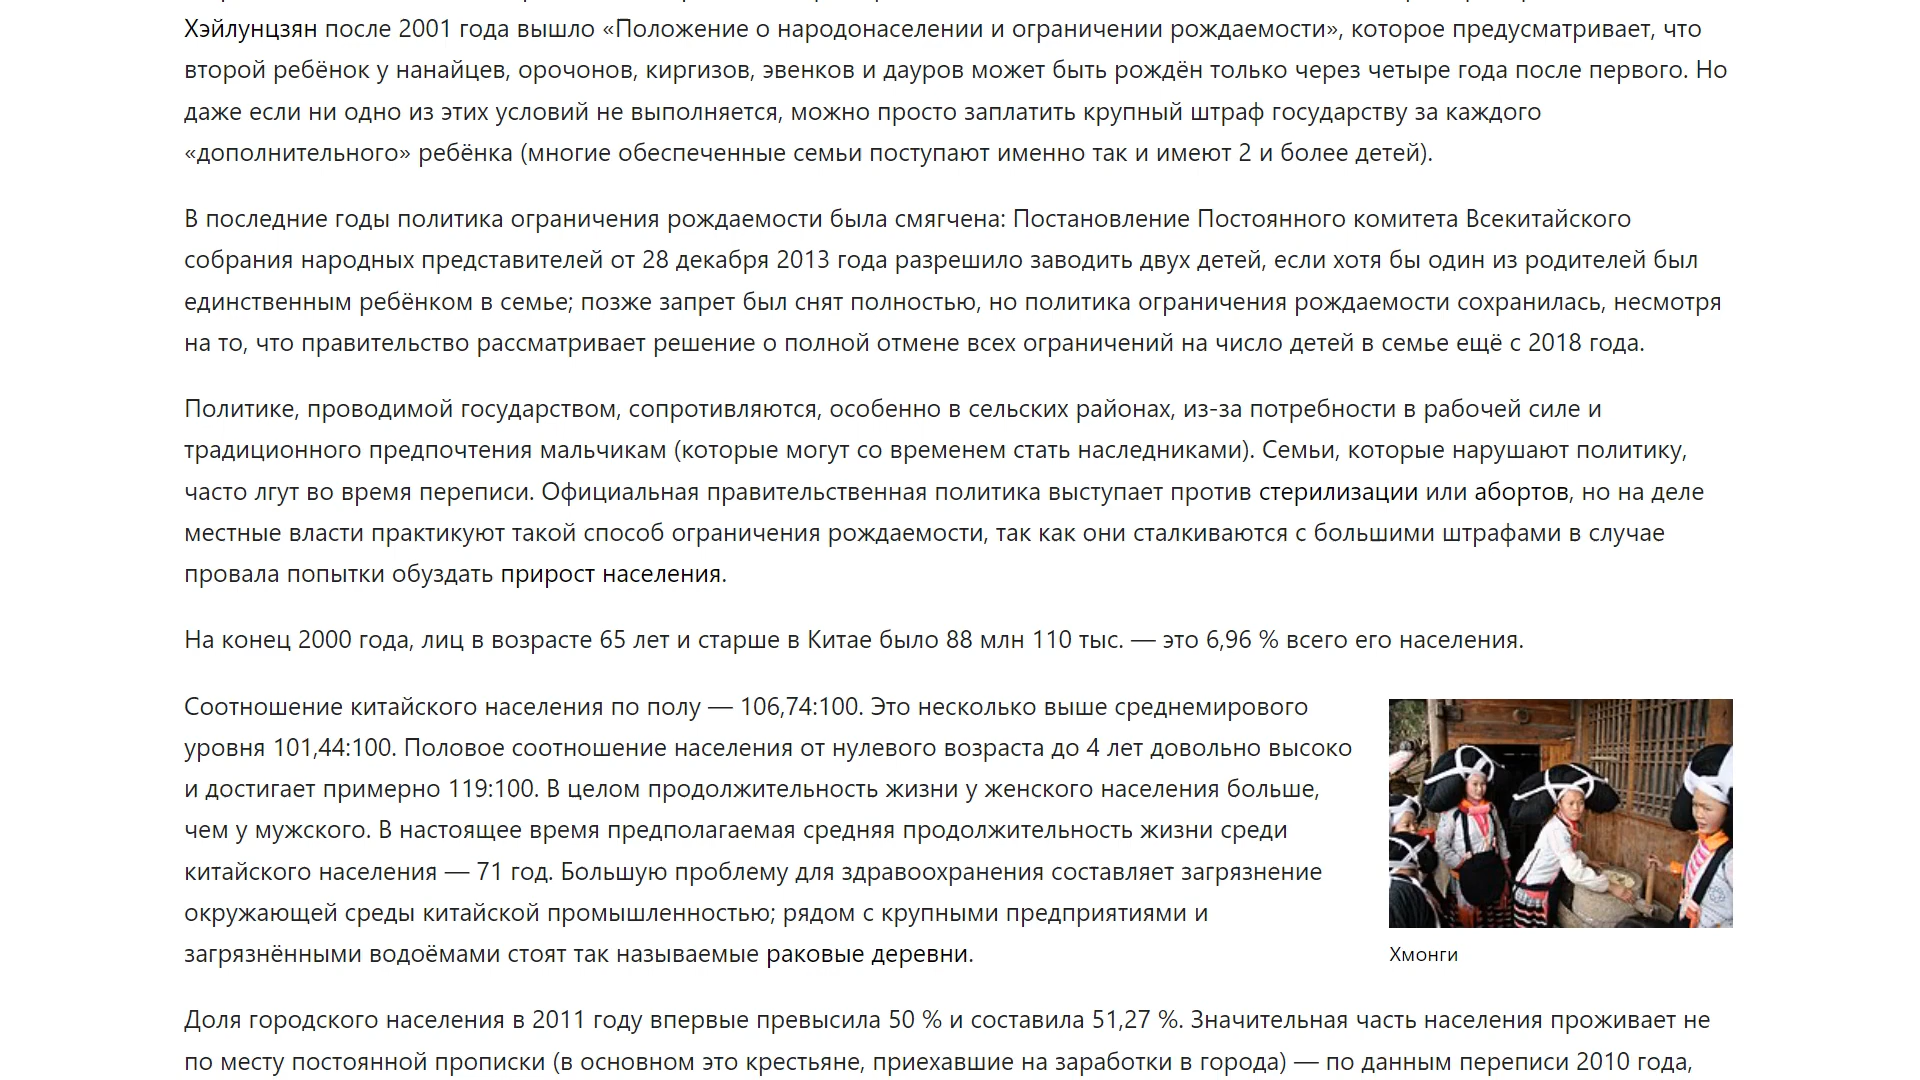 Хэйлунцзян после 2001 года вышло «Положение о народонаселении и ограничении рождаемости», которое предусматривает, что
второй ребёнок у нанайцев, орочонов, киргизов, эвенков и дауров может быть рождён только через четыре года после первого. Но
даже если ни одно из этих условий не выполняется, можно просто заплатить крупный штраф государству за каждого
«дополнительного» ребёнка (многие обеспеченные семьи поступают именно так и имеют 2 и более детей).
В последние годы политика ограничения рождаемости была смягчена: Постановление Постоянного комитета Всекитайского
собрания народных представителей от 28 декабря 2013 года разрешило заводить двух детей, если хотя бы один из родителей был
единственным ребёнком в семье; позже запрет был снят полностью, но политика ограничения рождаемости сохранилась, несмотря
на то, что правительство рассматривает решение о полной отмене всех ограничений на число детей в семье ещё с 2018 года.
Политике, проводимой государством, сопротивляются, особенно в сельских районах, из-за потребности в рабочей силе и
традиционного предпочтения мальчикам (которые могут со временем стать наследниками). Семьи, которые нарушают политику,
часто лгут во время переписи. Официальная правительственная политика выступает против стерилизации или абортов, но на деле
местные власти практикуют такой способ ограничения рождаемости, так как они сталкиваются с большими штрафами в случае
провала попытки обуздать прирост населения.
На конец 2000 года, лиц в возрасте 65 лет и старше в Китае было 88 млн 110 тыс. — это 6,96 % всего его населения.
Соотношение китайского населения по полу — 106,74:100. Это несколько выше среднемирового
уровня 101,44:100. Половое соотношение населения от нулевого возраста до 4 лет довольно высоко
и достигает примерно 119:100. В целом продолжительность жизни у женского населения больше,
чем у мужского. В настоящее время предполагаемая средняя продолжительность жизни среди
китайского населения — 71 год. Большую проблему для здравоохранения составляет загрязнение
окружающей среды китайской промышленностью; рядом с крупными предприятиями и
загрязнёнными водоёмами стоят так называемые раковые деревни.
Хмонги
Доля городского населения в 2011 году впервые превысила 50 % и составила 51,27 %. Значительная часть населения проживает не
по месту постоянной прописки (в основном это крестьяне, приехавшие на заработки в города) — по данным переписи 2010 года,